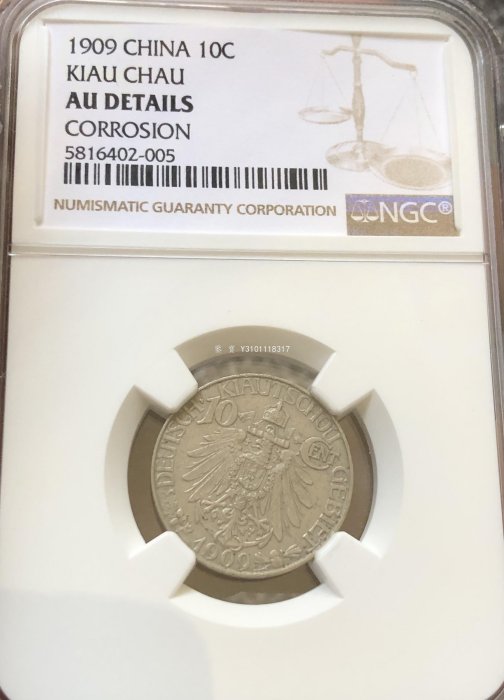 1909 CHINA 10C
KIAU CHAU
AU DETAILS
CORROSION
5816402-005
NUMISMATIC GUARANTY CORPORATION
NGC®
Y3101118317
DEUTSCH. KIAUTSCHOU GEBIET
10
CENT
1909